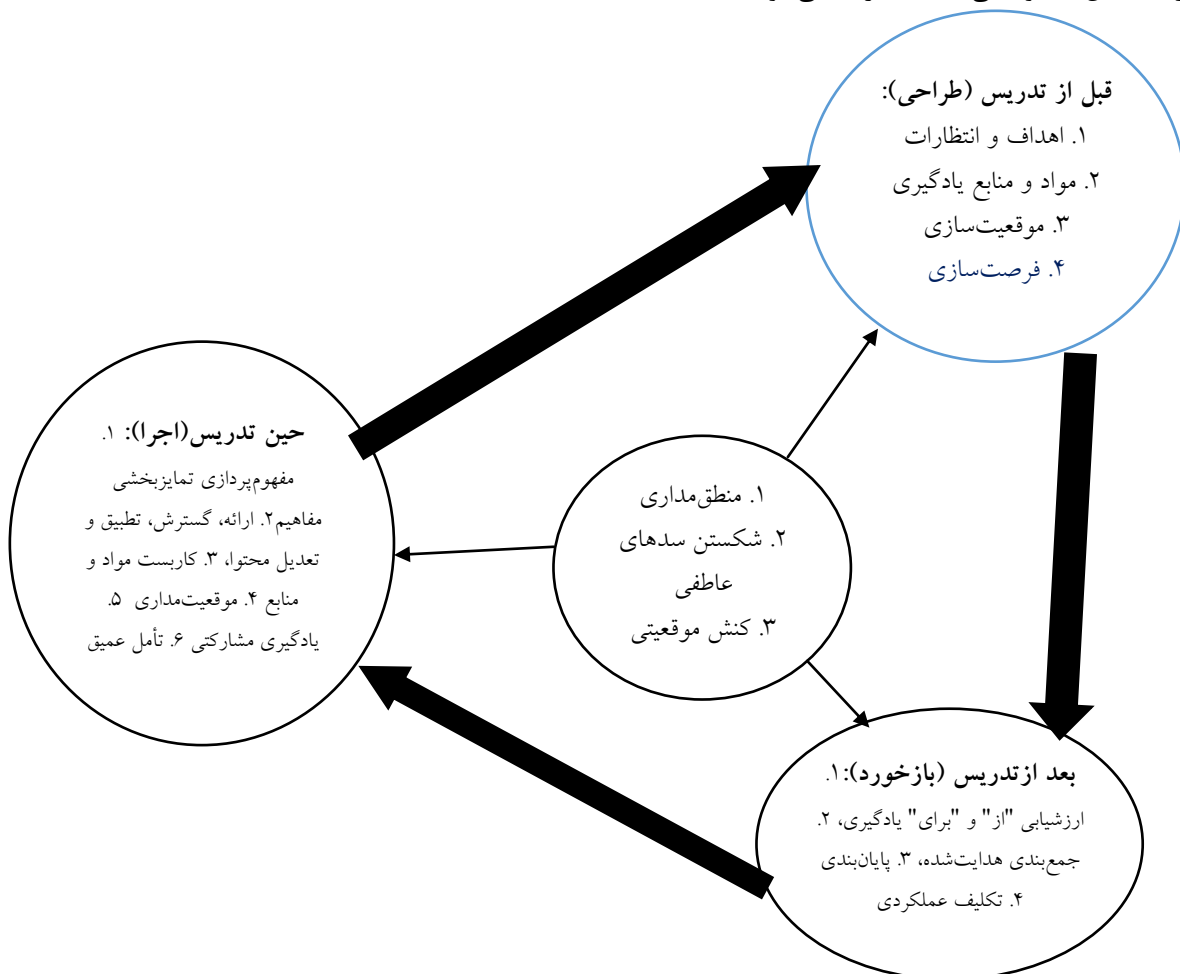 قبل از تدریس (طراحی):
۱. اهداف و انتظارات
۲. مواد و منابع یادگیری
۳. موقعیت‌سازی
۴. فرصت‌سازی
حین تدریس(اجرا): ۱.
مفهوم‌پردازی تمایزبخشی
مفاهیم۲. ارائه، گسترش، تطبیق و
تعدیل محتوا، ۳. کاربست مواد و
منابع ۴. موقعیت‌مداری ۵.
یادگیری مشارکتی ۶. تأمل عمیق
۱. منطق‌مداری
۲. شکستن سدهای
عاطفی
۳. کنش موقعیتی
بعد ازتدریس (بازخورد):۱.
ارزشیابی "از" و "برای" یادگیری، ۲.
جمع‌بندی هدایت‌شده، ۳. پایان‌بندی
۴. تکلیف عملکردی